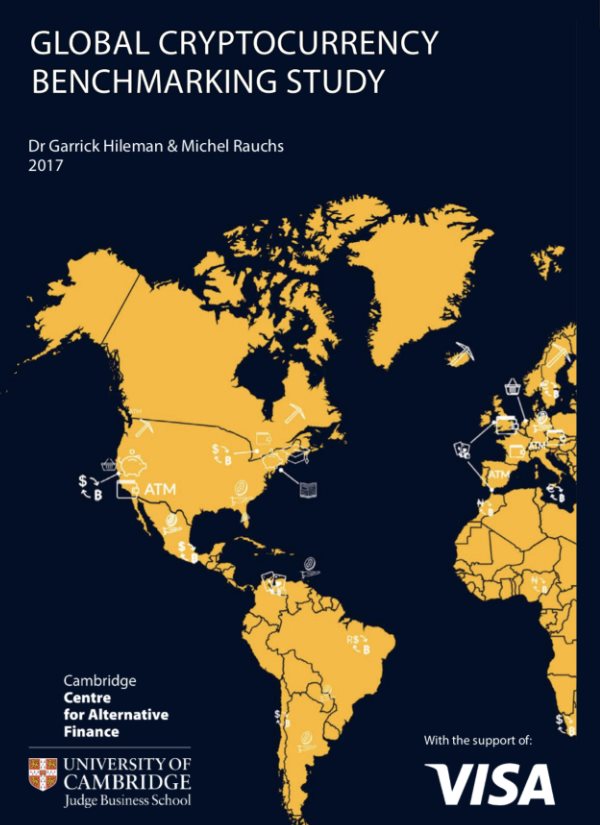 GLOBAL CRYPTOCURRENCY
BENCHMARKING STUDY
Dr Garrick Hileman & Michel Rauchs
2017
ATM
$ B
$ B
ATM
$ B
$ B
R$ B
$ B
ATM
ATM
€ B
€ B
N B
$ B
Cambridge
Centre
for Alternative
Finance
UNIVERSITY OF
CAMBRIDGE
Judge Business School
With the support of:
VISA